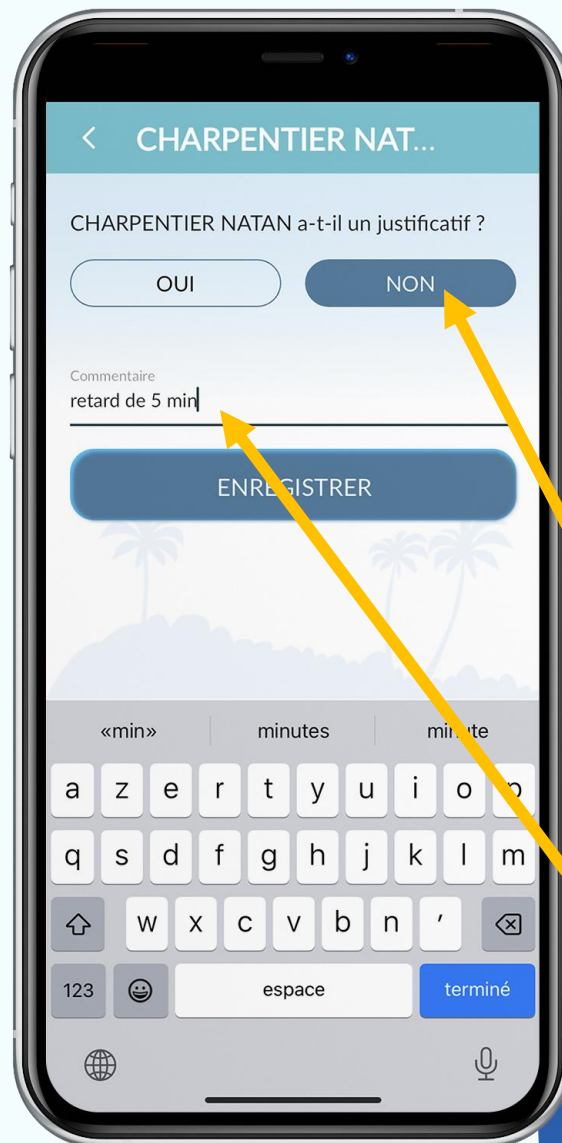 CHARPENTIER NAT...
CHARPENTIER NATAN a-t-il un justificatif ?
OUI NON
Commentaire
retard de 5 min
ENREGISTRER
«min» minutes minute
a z e r t y u i o p
q s d f g h j k l m
w x c v b n '
123 espace terminé